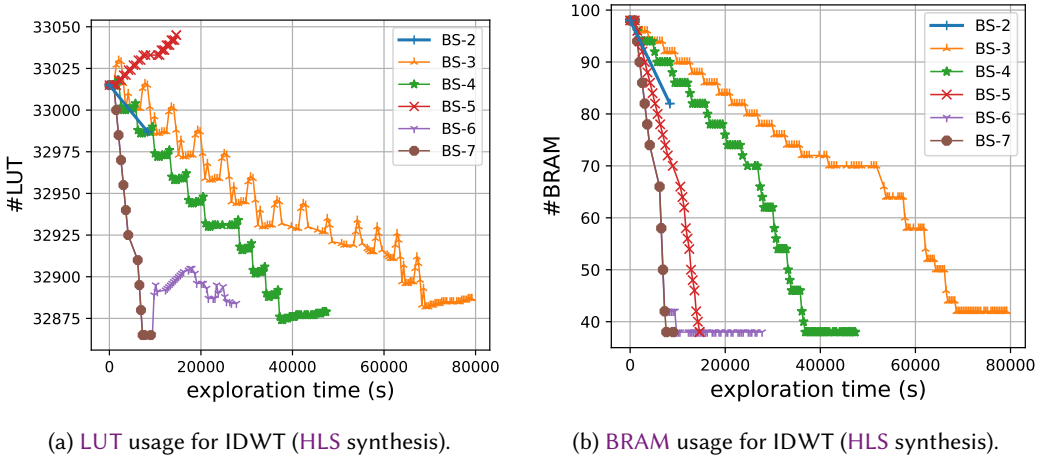 33050
33025
33000
32975
32950
32925
32900
32875
#LUT
0
20000
40000
60000
80000
exploration time (s)
BS-2
BS-3
BS-4
BS-5
BS-6
BS-7
(a) LUT usage for IDWT (HLS synthesis).
100
90
80
70
60
50
40
#BRAM
0
20000
40000
60000
80000
exploration time (s)
BS-2
BS-3
BS-4
BS-5
BS-6
BS-7
(b) BRAM usage for IDWT (HLS synthesis).